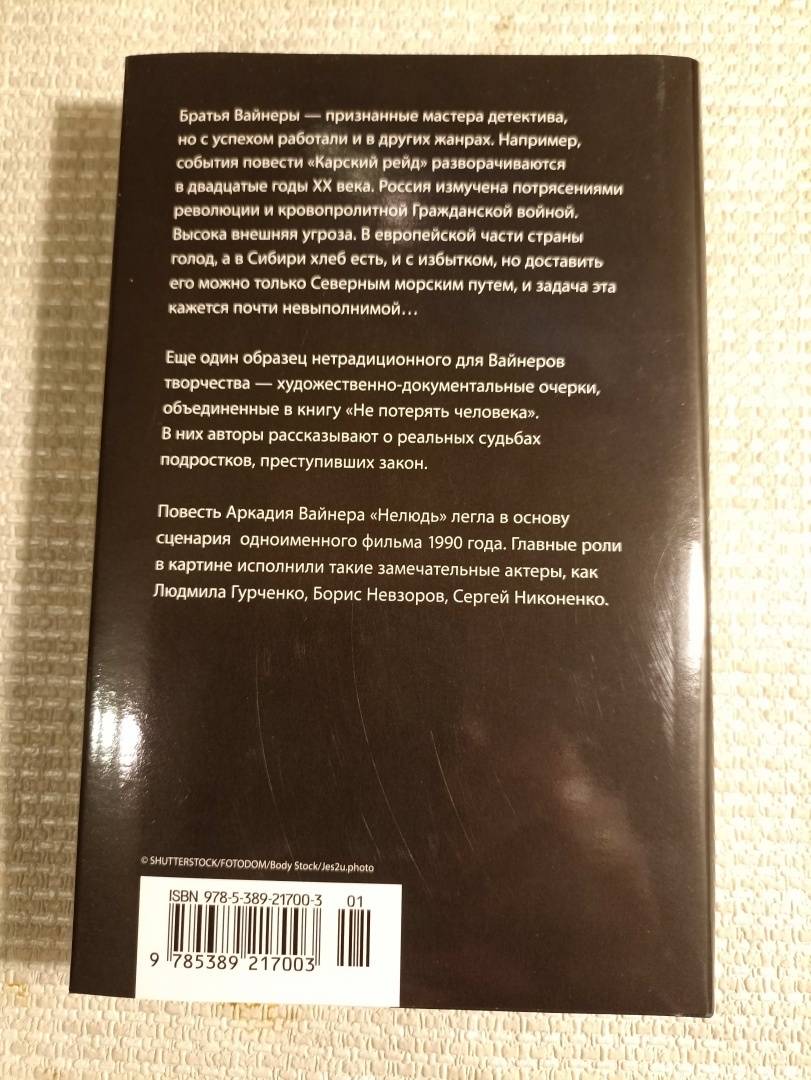 Братья Вайнеры — признанные мастера детектива,
но с успехом работали и в других жанрах. Например,
события повести «Карский рейд» разворачиваются
в двадцатые годы XX века. Россия измучена потрясениями
революции и кровопролитной Гражданской войной.
Высока внешняя угроза. В европейской части страны
голод, а в Сибири хлеб есть, и с избытком, но доставить
его можно только Северным морским путем, и задача эта
кажется почти невыполнимой...
Еще один образец нетрадиционного для Вайнеров
творчества — художественно-документальные очерки,
объединенные в книгу «Не потерять человека».
В них авторы рассказывают о реальных судьбах
подростков, преступивших закон.
Повесть Аркадия Вайнера «Нелюдь» легла в основу
сценария одноименного фильма 1990 года. Главные роли
в картине исполнили такие замечательные актеры, как
Людмила Гурченко, Борис Невзоров, Сергей Никоненко.
© SHUTTERSTOCK/FOTODOM/Body Stock/Jes2u.photo
ISBN 978-5-389-21700-3 01
9 785389 217003